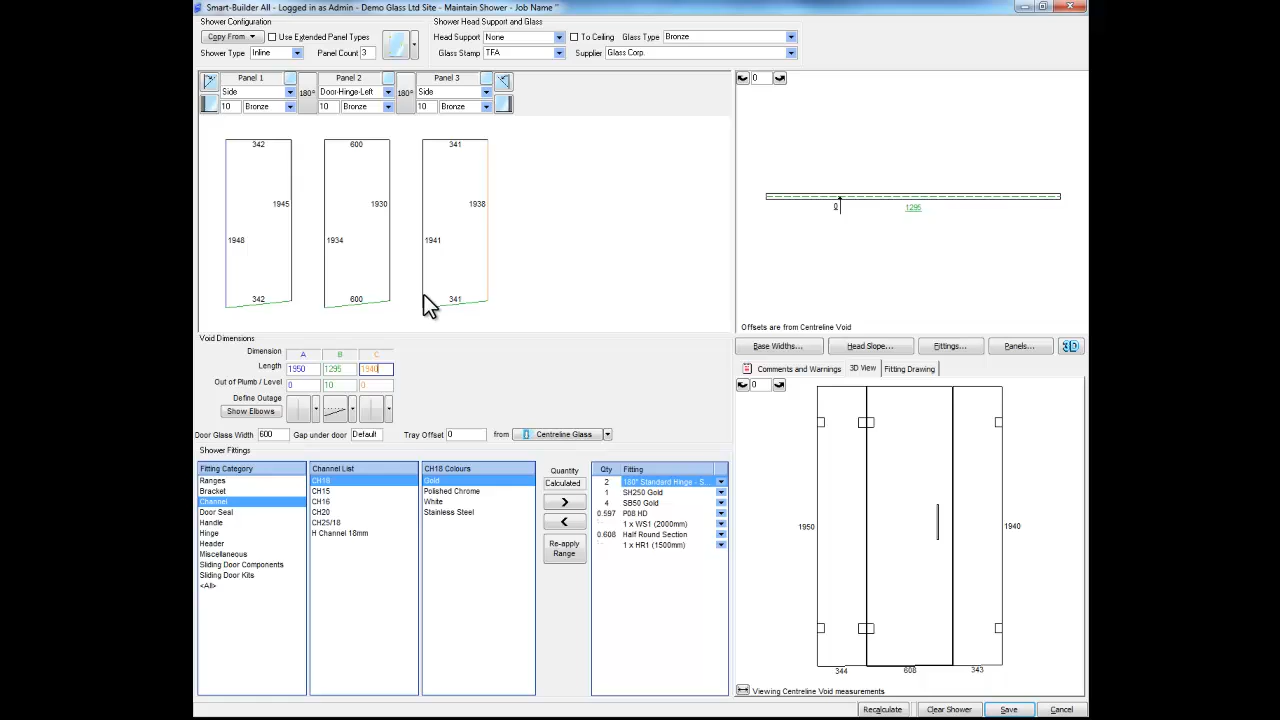 Smart-Builder All - Logged in as Admin - Demo Glass Ltd Site - Maintain Shower - Job Name ''
Shower Configuration
Copy From
Use Extended Panel Types
Shower Type Inline
Panel Count 3
Shower Head Support and Glass
Head Support None
To Ceiling
Glass Type Bronze
Glass Stamp TFA
Supplier Glass Corp.
Panel 1
Side
10 Bronze
180°
Panel 2
Door-Hinge-Left
10 Bronze
180°
Panel 3
Side
10 Bronze
342
1945
1948
342
600
1930
1934
600
341
1938
1941
341
0
0
1295
Offsets are from Centreline Void
Void Dimensions
Dimension A B C
Length 1950 1295 1940
Out of Plumb / Level 0 10 0
Define Outage
Show Elbows
Door Glass Width 600
Gap under door Default
Tray Offset 0 from Centreline Glass
Base Widths...
Head Slope...
Fittings...
Panels...
3D
Comments and Warnings
3D View
Fitting Drawing
0
1950
1940
344
608
343
Viewing Centreline Void measurements
Shower Fittings
Fitting Category
Ranges
Bracket
Channel
Door Seal
Handle
Hinge
Header
Miscellaneous
Sliding Door Components
Sliding Door Kits
<All>
Channel List
CH18
CH15
CH16
CH20
CH25/18
H Channel 18mm
CH18 Colours
Gold
Polished Chrome
White
Stainless Steel
Quantity
Calculated
>
<
Re-apply
Range
Qty Fitting
2 180° Standard Hinge - S...
1 SH250 Gold
4 SB50 Gold
0.597 P08 HD
1 x WS1 (2000mm)
0.608 Half Round Section
1 x HR1 (1500mm)
Recalculate
Clear Shower
Save
Cancel